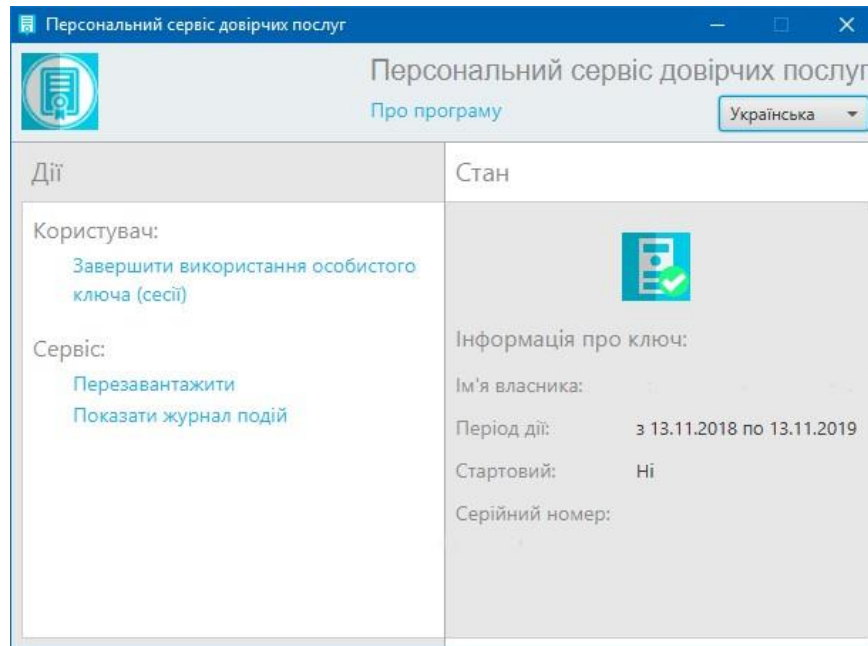 Персональний сервіс довірчих послуг
Персональний сервіс довірчих послуг
Про програму
Українська
Дії
Стан
Користувач:
Завершити використання особистого
ключа (сесії)
Сервіс:
Перезавантажити
Показати журнал подій
Інформація про ключ:
Ім'я власника:
Період дії: з 13.11.2018 по 13.11.2019
Стартовий: Ні
Серійний номер: